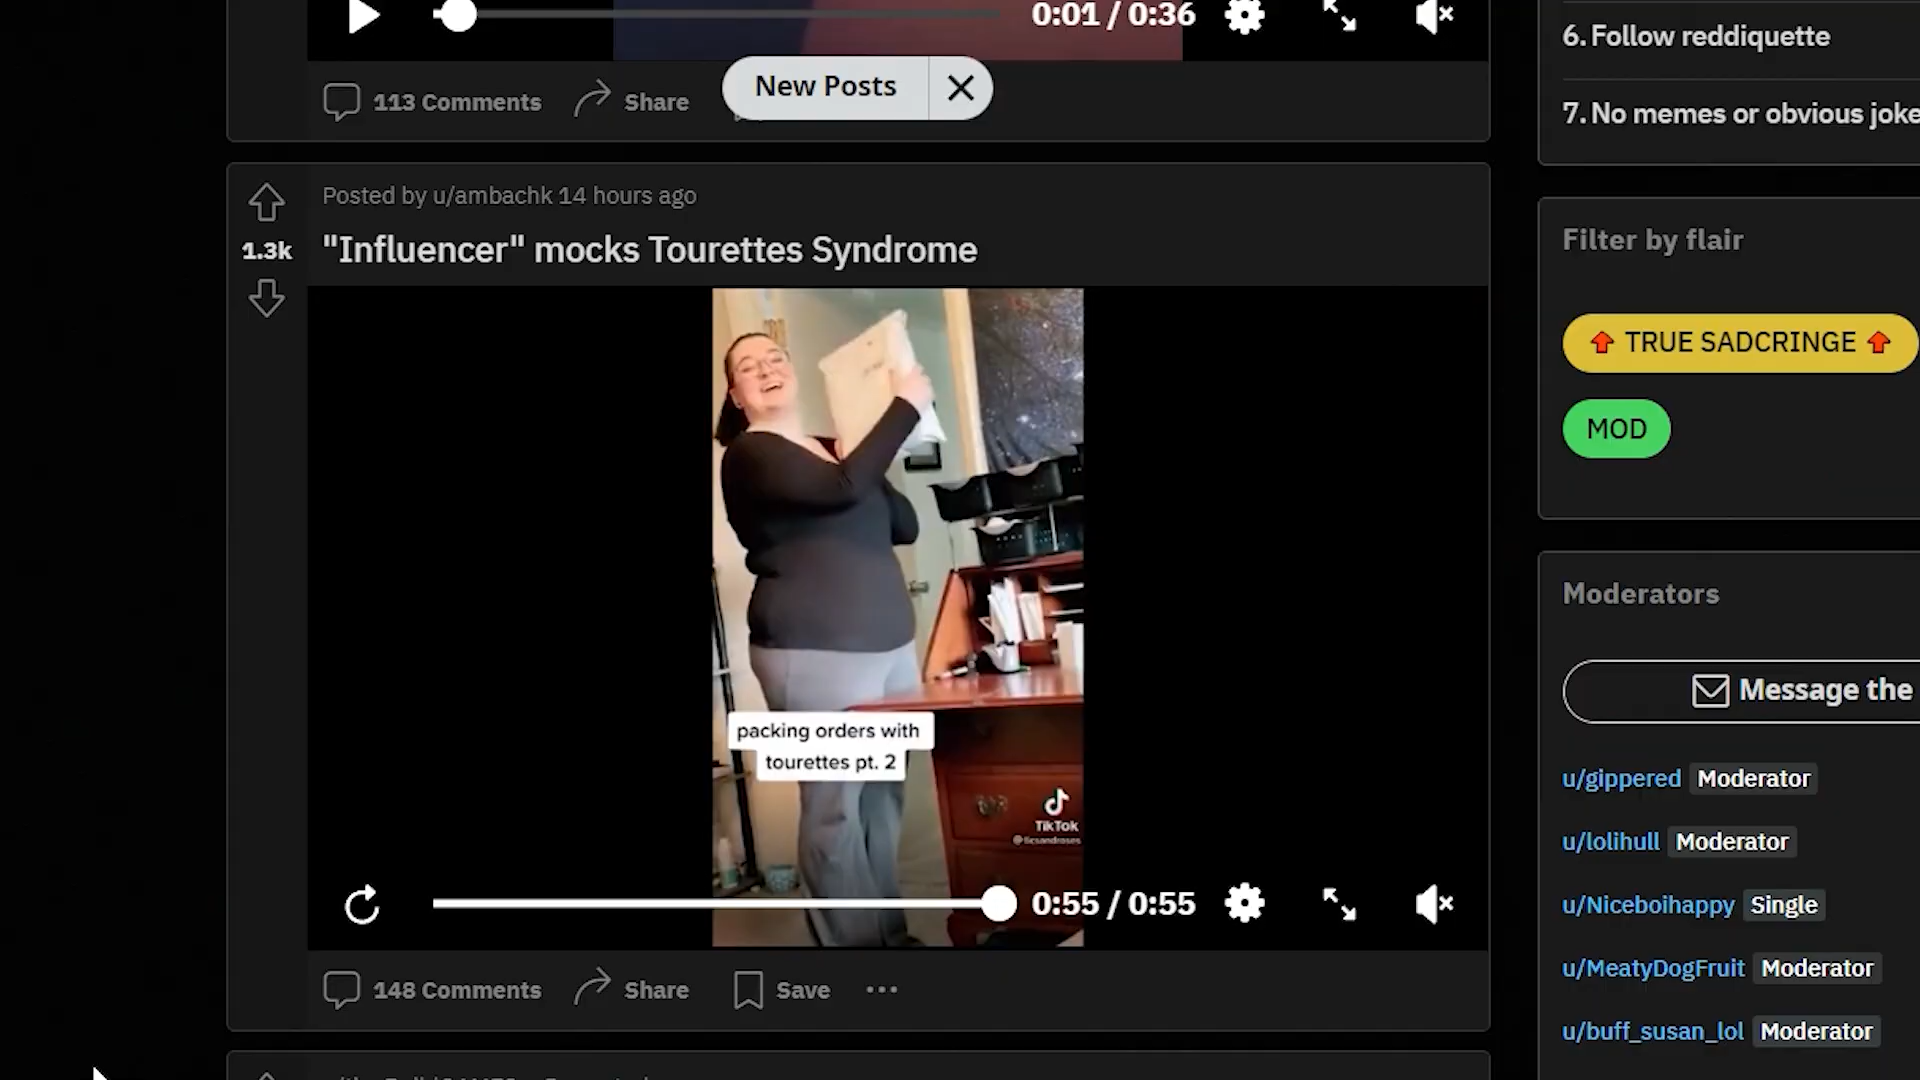 0:01 / 0:36
113 Comments
Share
New Posts
Posted by u/ambachk 14 hours ago
1.3k
"Influencer" mocks Tourettes Syndrome
packing orders with
tourettes pt. 2
TikTok
@ticsandroses
0:55 / 0:55
148 Comments
Share
Save
6. Follow reddiquette
7. No memes or obvious joke
Filter by flair
TRUE SADCRINGE
MOD
Moderators
Message the
u/gippered Moderator
u/lolihull Moderator
u/Niceboihappy Single
u/MeatyDogFruit Moderator
u/buff_susan_lol Moderator